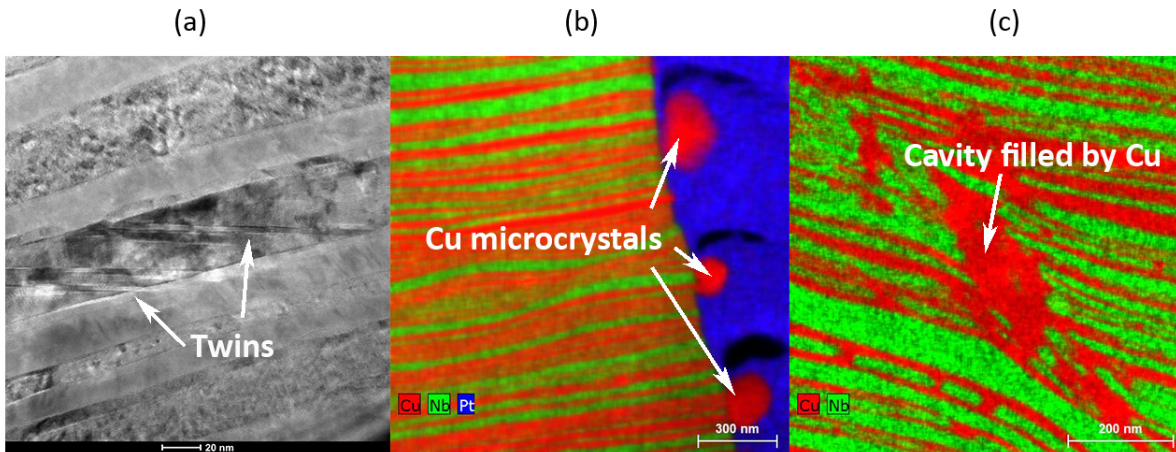 (a)
(b)
(c)
Twins
20 nm
Cu microcrystals
Cu Nb Pt
300 nm
Cavity filled by Cu
Cu Nb
200 nm